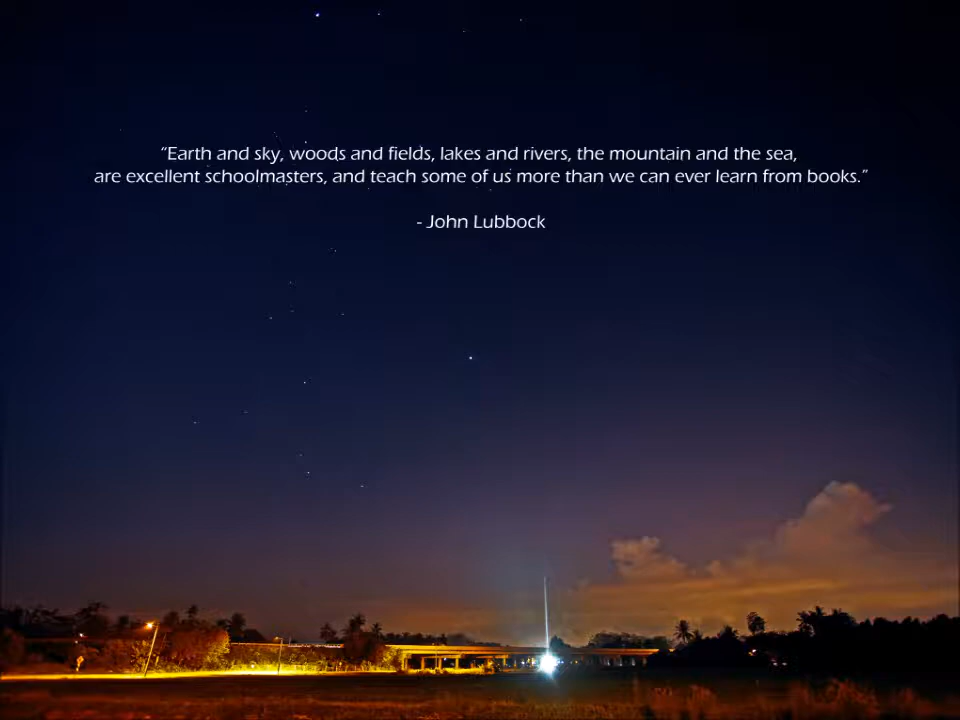 “Earth and sky, woods and fields, lakes and rivers, the mountain and the sea,
are excellent schoolmasters, and teach some of us more than we can ever learn from books.”
- John Lubbock